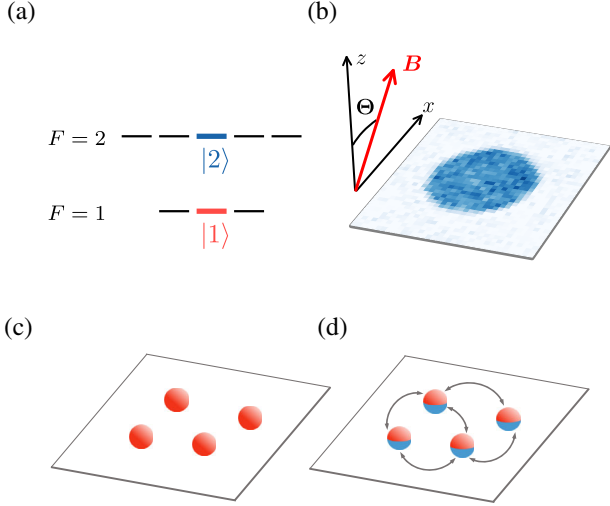 (a)
F = 2
|2⟩
F = 1
|1⟩
(b)
z
B
Θ
x
(c)
(d)